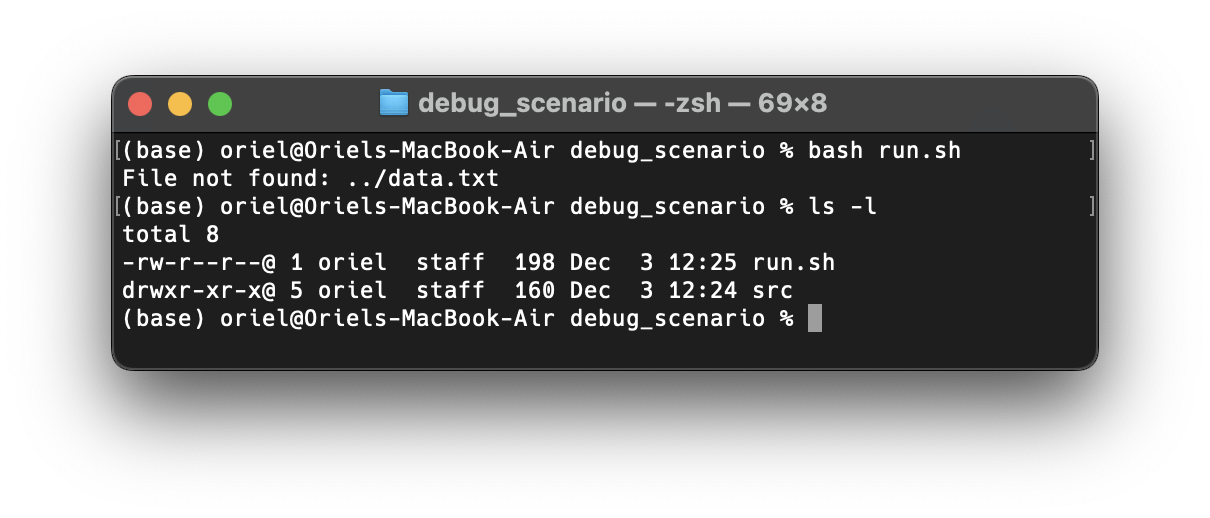 debug_scenario — -zsh — 69×8
[(base) oriel@Oriels-MacBook-Air debug_scenario % bash run.sh ]
File not found: ../data.txt
[(base) oriel@Oriels-MacBook-Air debug_scenario % ls -l ]
total 8
-rw-r--r--@ 1 oriel  staff  198 Dec  3 12:25 run.sh
drwxr-xr-x@ 5 oriel  staff  160 Dec  3 12:24 src
(base) oriel@Oriels-MacBook-Air debug_scenario %